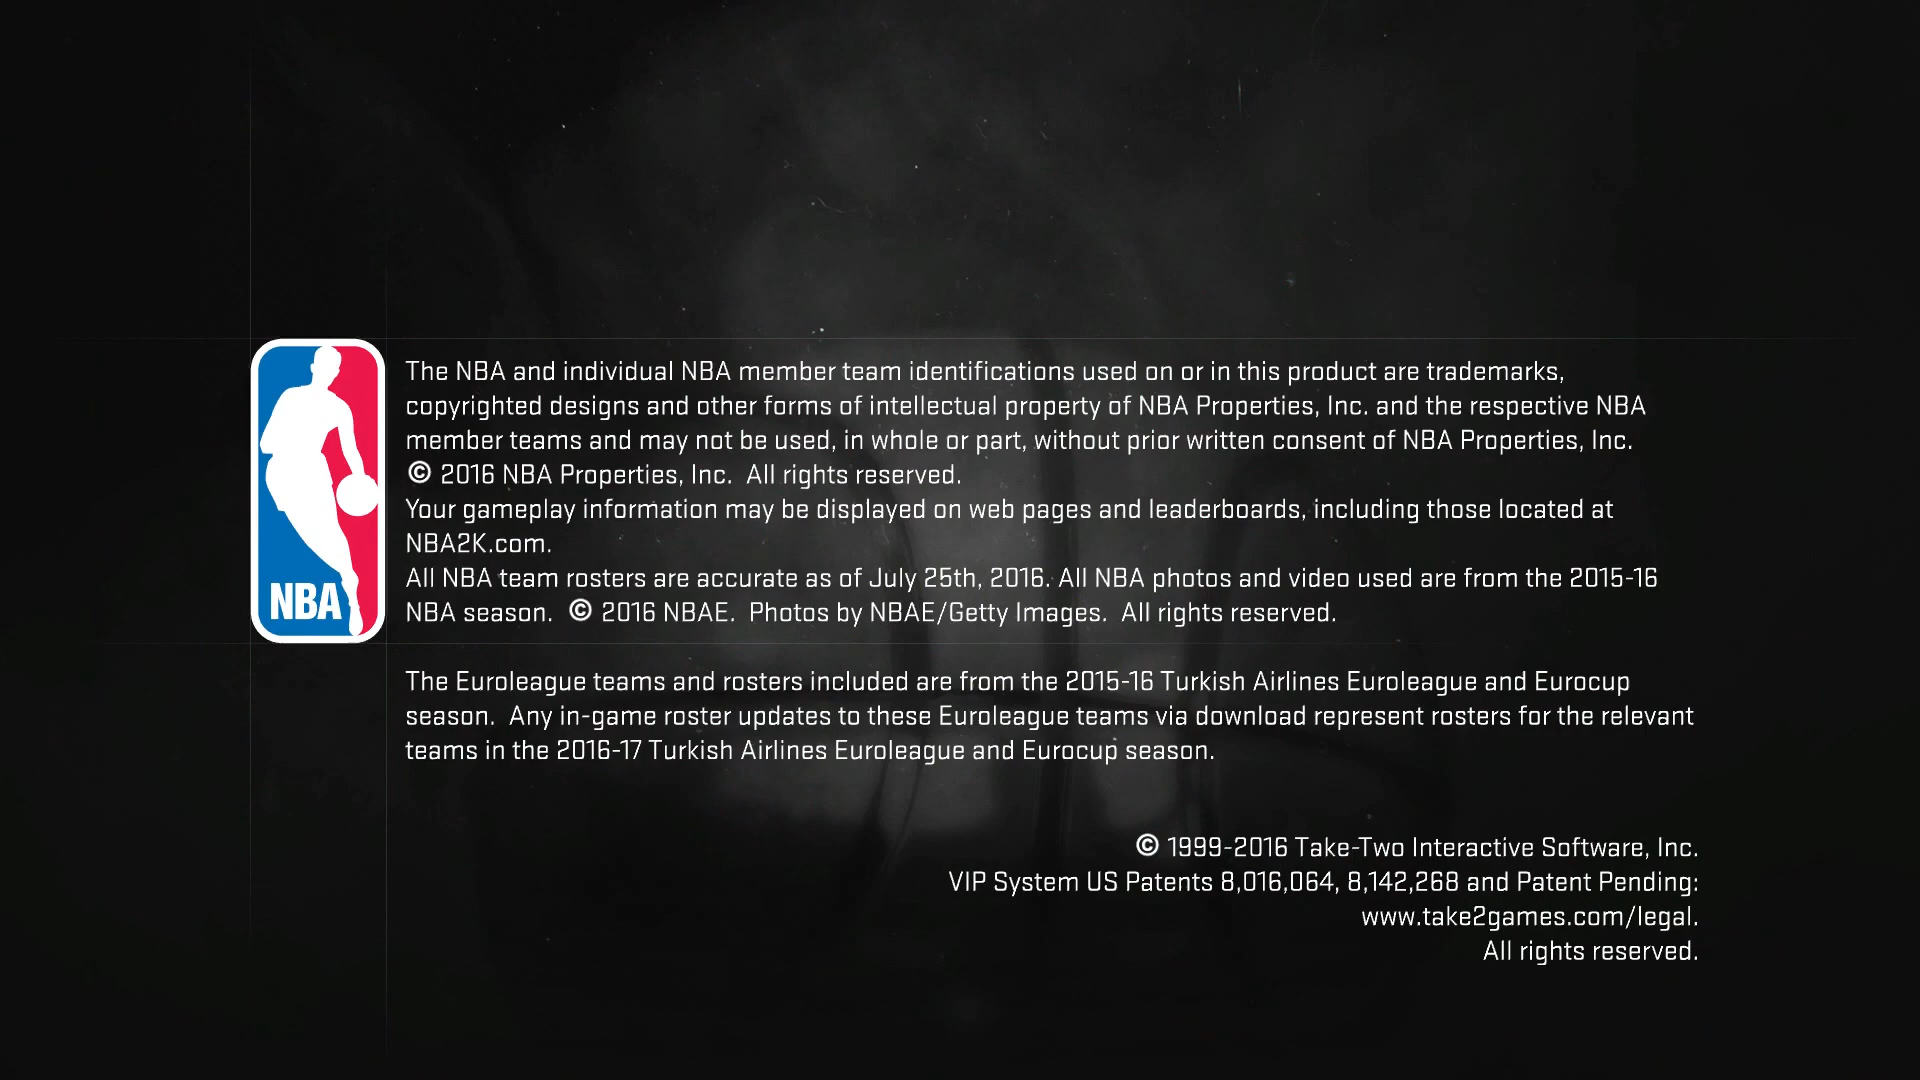 The NBA and individual NBA member team identifications used on or in this product are trademarks,
copyrighted designs and other forms of intellectual property of NBA Properties, Inc. and the respective NBA
member teams and may not be used, in whole or part, without prior written consent of NBA Properties, Inc.
© 2016 NBA Properties, Inc.  All rights reserved.
Your gameplay information may be displayed on web pages and leaderboards, including those located at
NBA2K.com.
All NBA team rosters are accurate as of July 25th, 2016. All NBA photos and video used are from the 2015-16
NBA season.  © 2016 NBAE.  Photos by NBAE/Getty Images.  All rights reserved.
NBA
The Euroleague teams and rosters included are from the 2015-16 Turkish Airlines Euroleague and Eurocup
season.  Any in-game roster updates to these Euroleague teams via download represent rosters for the relevant
teams in the 2016-17 Turkish Airlines Euroleague and Eurocup season.
© 1999-2016 Take-Two Interactive Software, Inc.
VIP System US Patents 8,016,064, 8,142,268 and Patent Pending:
www.take2games.com/legal.
All rights reserved.